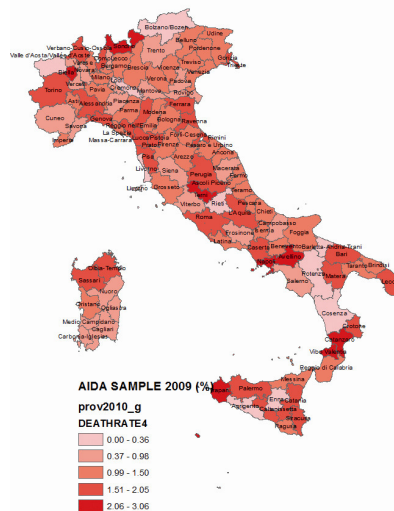 Bolzano/Bozen
Udine
Belluno
Verbano-Cusio-Ossola
Sondrio
Trento
Pordenone
Valle d'Aosta/Vallée d'Aoste
Lecco
Gorizia
Varese
Treviso
Trieste
Bergamo
Biella
Novara
Brescia
Vicenza
Venezia
Milano
Verona
Padova
Vercelli
Lodi
Torino
Pavia
Cremona
Mantova
Rovigo
Asti
Alessandria
Piacenza
Ferrara
Parma
Modena
Cuneo
Genova
Reggio nell'Emilia
Bologna
Ravenna
Savona
La Spezia
Forlì-Cesena
Rimini
Imperia
Massa-Carrara
Lucca
Pistoia
Prato
Firenze
Pesaro e Urbino
Pisa
Arezzo
Ancona
Livorno
Siena
Macerata
Perugia
Fermo
Livorno
Grosseto
Ascoli Piceno
Terni
Teramo
Viterbo
Rieti
Pescara
L'Aquila
Chieti
Roma
Frosinone
Campobasso
Isernia
Foggia
Latina
Caserta
Benevento
Barletta-Andria-Trani
Olbia-Tempio
Napoli
Avellino
Bari
Sassari
Potenza
Matera
Taranto
Brindisi
Nuoro
Salerno
Lecce
Oristano
Ogliastra
Cosenza
Medio Campidano
Crotone
Cagliari
Carbonia-Iglesias
Catanzaro
Vibo Valentia
Reggio di Calabria
Messina
AIDA SAMPLE 2009 (%)
Trapani
Palermo
prov2010_g
Enna
Catania
Agrigento
Caltanissetta
DEATHRATE4
Siracusa
Ragusa
0.00 - 0.36
0.37 - 0.98
0.99 - 1.50
1.51 - 2.05
2.06 - 3.06